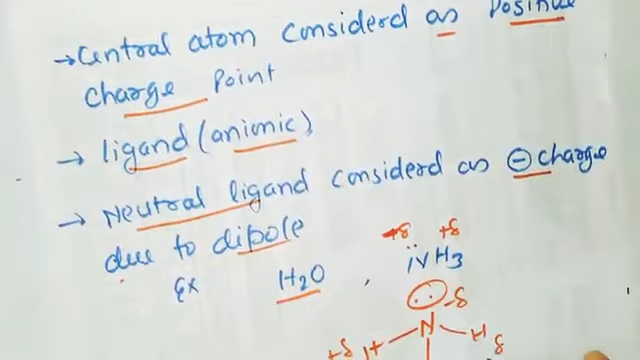 → Central atom considerd as Positive
charge Point
→ ligand (anionic)
→ Neutral ligand considerd as ⊖ charge
due to dipole
Ex H₂O , N̈H₃
+δ +δ
-δ
N
+δ H H δ